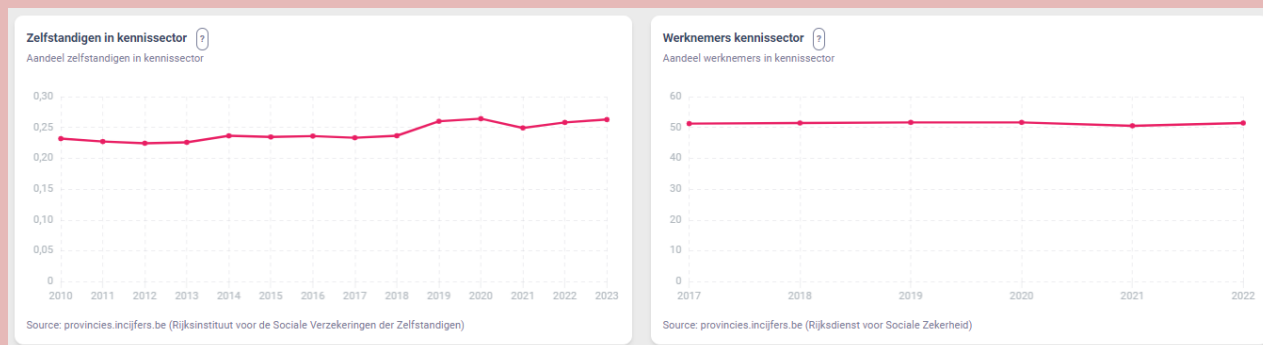 Zelfstandigen in kennissector ?
Aandeel zelfstandigen in kennissector
0,30
0,25
0,20
0,15
0,10
0,05
0
2010 2011 2012 2013 2014 2015 2016 2017 2018 2019 2020 2021 2022 2023
Source: provincies.incijfers.be (Rijksinstituut voor de Sociale Verzekeringen der Zelfstandigen)
Werknemers kennissector ?
Aandeel werknemers in kennissector
60
50
40
30
20
10
0
2017 2018 2019 2020 2021 2022
Source: provincies.incijfers.be (Rijksdienst voor Sociale Zekerheid)